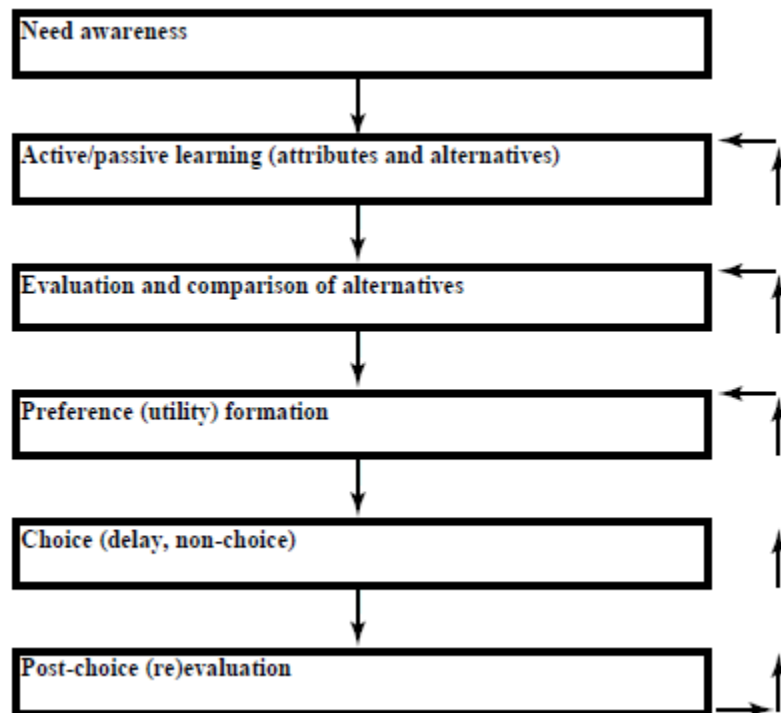 Need awareness
Active/passive learning (attributes and alternatives)
Evaluation and comparison of alternatives
Preference (utility) formation
Choice (delay, non-choice)
Post-choice (re)evaluation